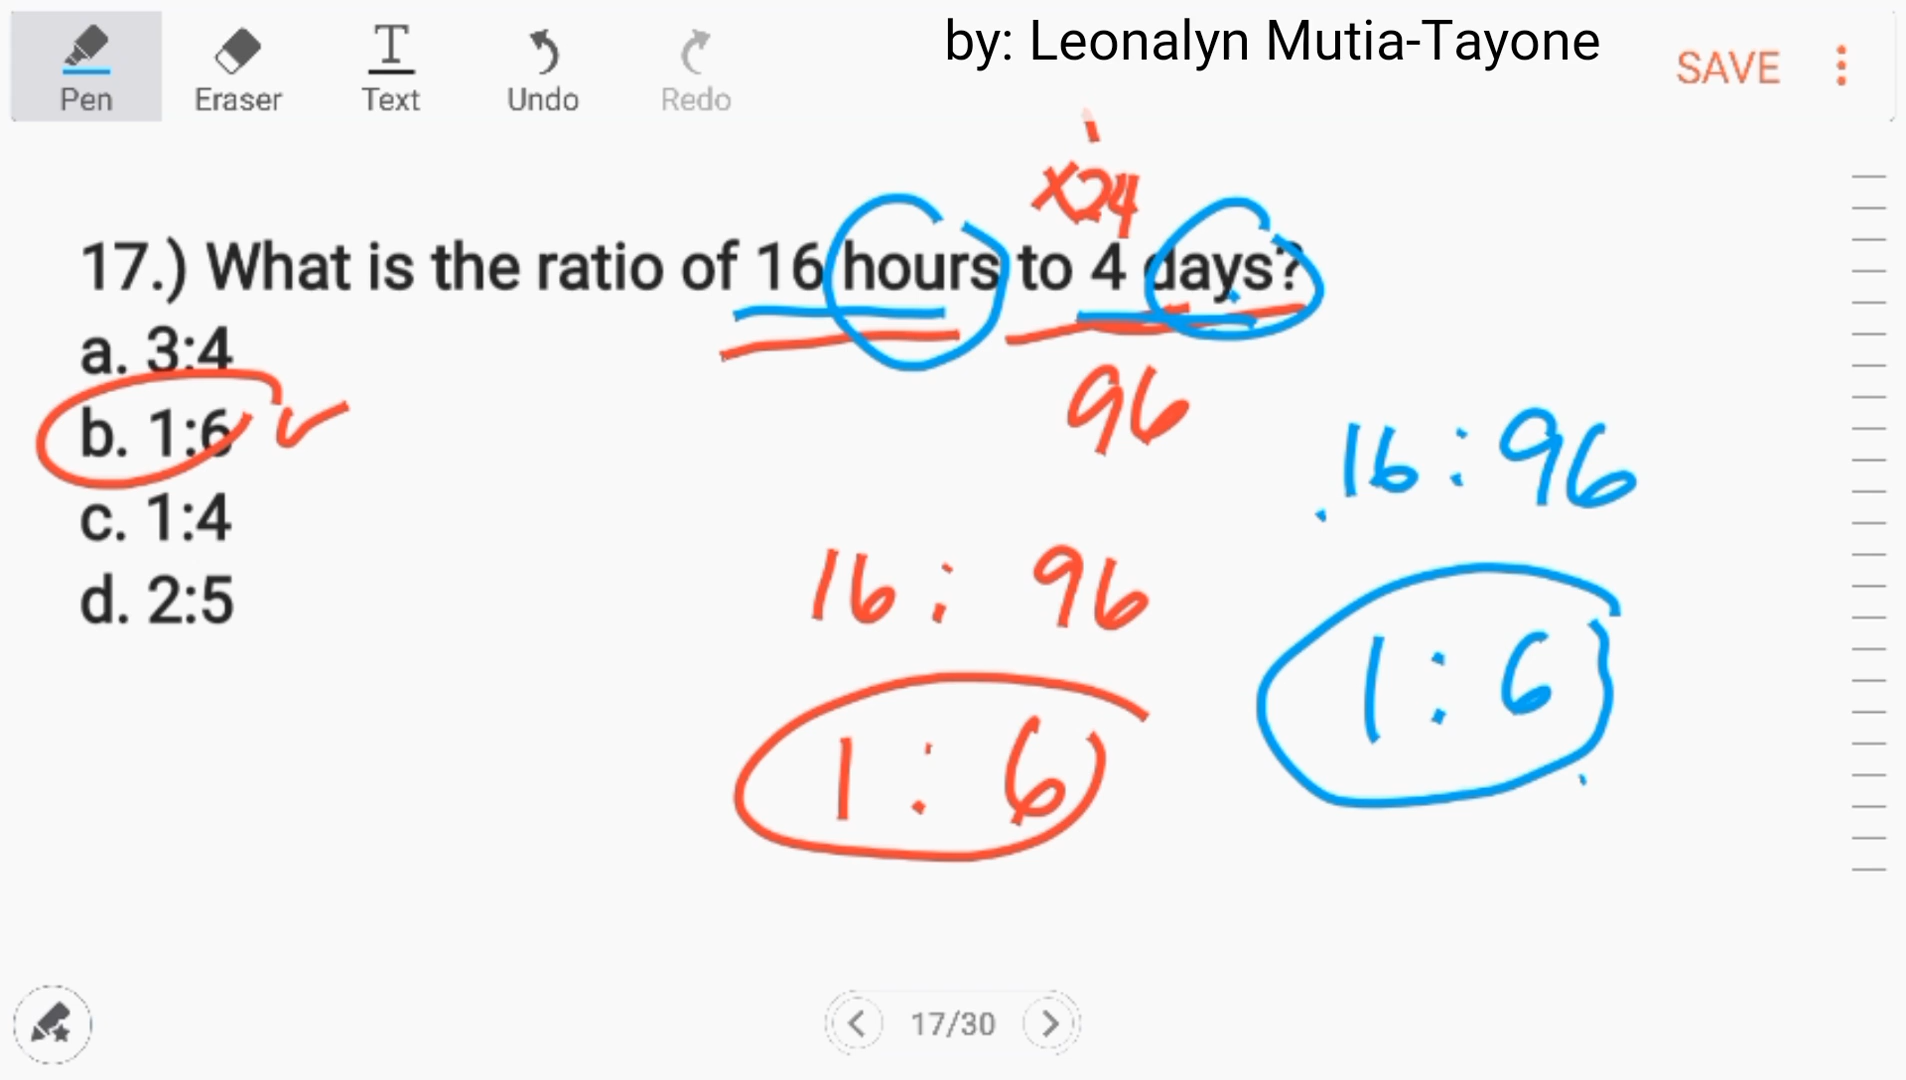 by: Leonalyn Mutia-Tayone
Pen Eraser Text Undo Redo SAVE
x24
17.) What is the ratio of 16 hours to 4 days?
a. 3:4
b. 1:6
c. 1:4
d. 2:5
96
16:96
16:96
1:6
1:6
17/30